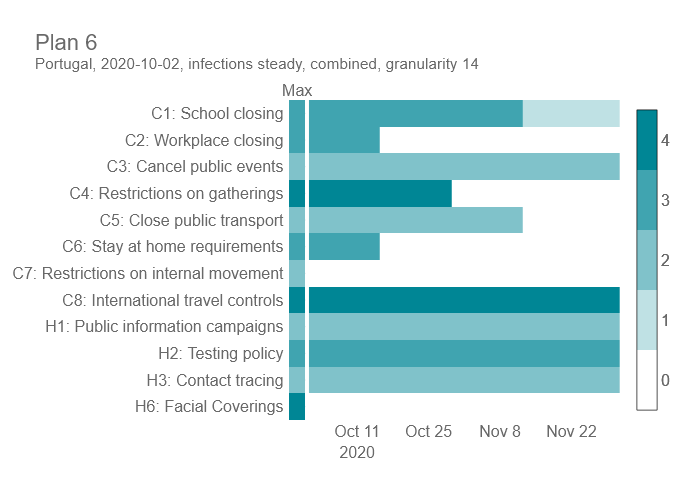 Plan 6
Portugal, 2020-10-02, infections steady, combined, granularity 14
Max
C1: School closing
C2: Workplace closing
C3: Cancel public events
C4: Restrictions on gatherings
C5: Close public transport
C6: Stay at home requirements
C7: Restrictions on internal movement
C8: International travel controls
H1: Public information campaigns
H2: Testing policy
H3: Contact tracing
H6: Facial Coverings
4
3
2
1
0
Oct 11 Oct 25 Nov 8 Nov 22
2020